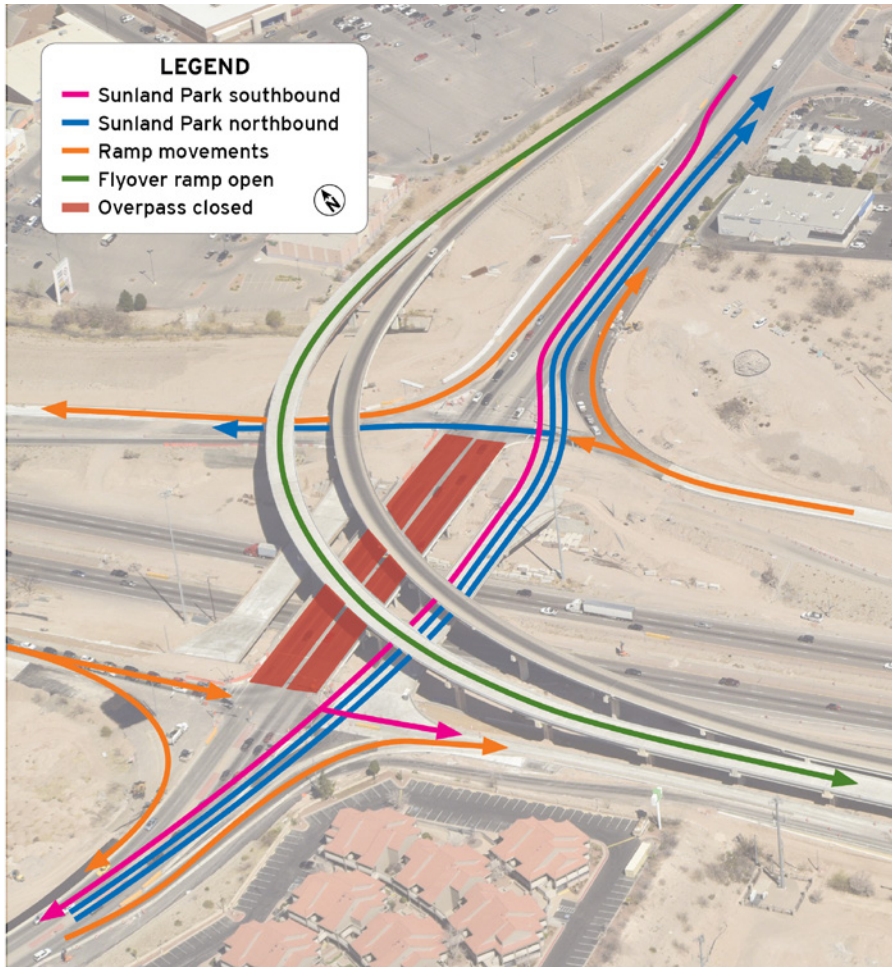 LEGEND
Sunland Park southbound
Sunland Park northbound
Ramp movements
Flyover ramp open
Overpass closed
N